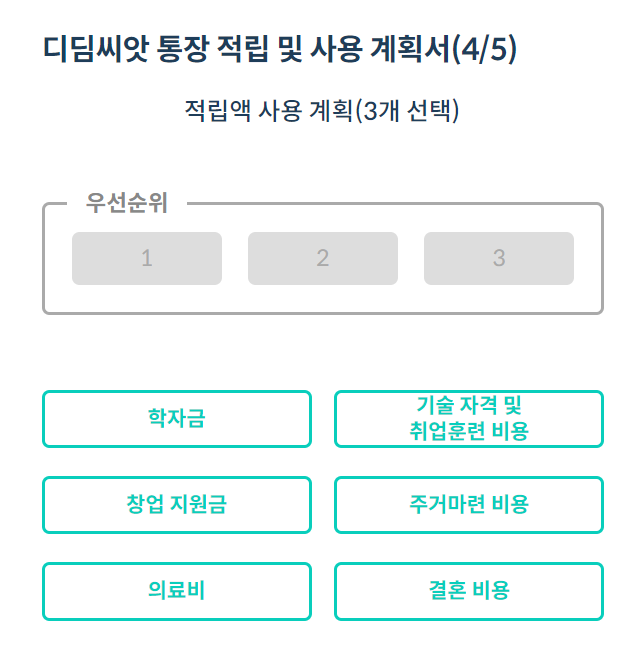 디딤씨앗 통장 적립 및 사용 계획서(4/5)
적립액 사용 계획(3개 선택)
우선순위
1 2 3
학자금
기술 자격 및
취업훈련 비용
창업 지원금
주거마련 비용
의료비
결혼 비용